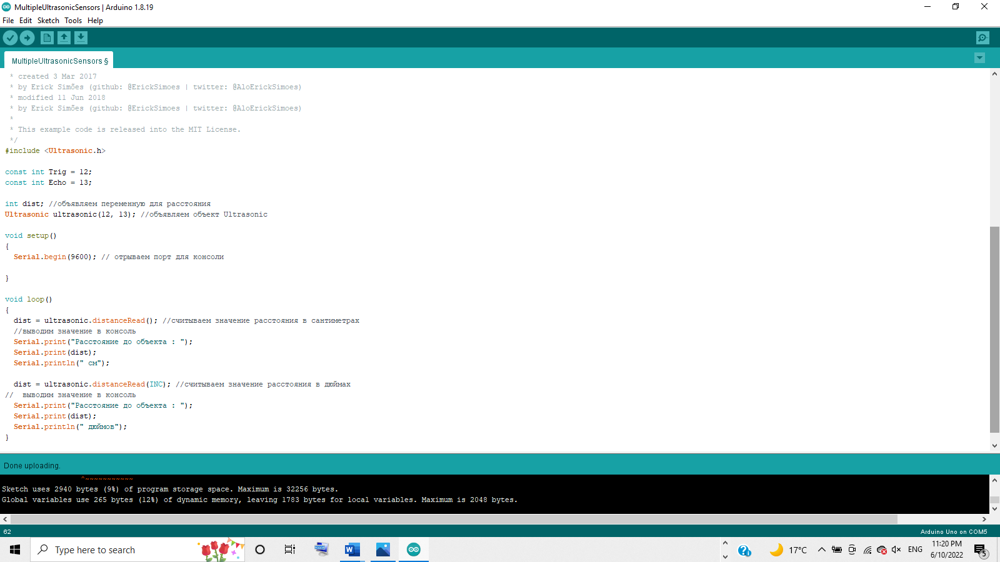 MultipleUltrasonicSensors | Arduino 1.8.19
File Edit Sketch Tools Help
MultipleUltrasonicSensors §
* created 3 Mar 2017
* by Erick Simões (github: @ErickSimoes | twitter: @AloErickSimoes)
* modified 11 Jun 2018
* by Erick Simões (github: @ErickSimoes | twitter: @AloErickSimoes)
*
* This example code is released into the MIT License.
*/
#include <Ultrasonic.h>
const int Trig = 12;
const int Echo = 13;
int dist; //объявляем переменную для расстояния
Ultrasonic ultrasonic(12, 13); //объявляем объект Ultrasonic
void setup()
{
Serial.begin(9600); // отрываем порт для консоли
}
void loop()
{
dist = ultrasonic.distanceRead(); //считываем значение расстояния в сантиметрах
//выводим значение в консоль
Serial.print("Расстояние до объекта : ");
Serial.print(dist);
Serial.println(" см");
dist = ultrasonic.distanceRead(INC); //считываем значение расстояния в дюймах
// выводим значение в консоль
Serial.print("Расстояние до объекта : ");
Serial.print(dist);
Serial.println(" дюймов");
}
Done uploading.
^~~~~~~~~~~~
Sketch uses 2940 bytes (9%) of program storage space. Maximum is 32256 bytes.
Global variables use 265 bytes (12%) of dynamic memory, leaving 1783 bytes for local variables. Maximum is 2048 bytes.
62
Arduino Uno on COM5
Type here to search
17°C
ENG
11:20 PM
6/10/2022
5